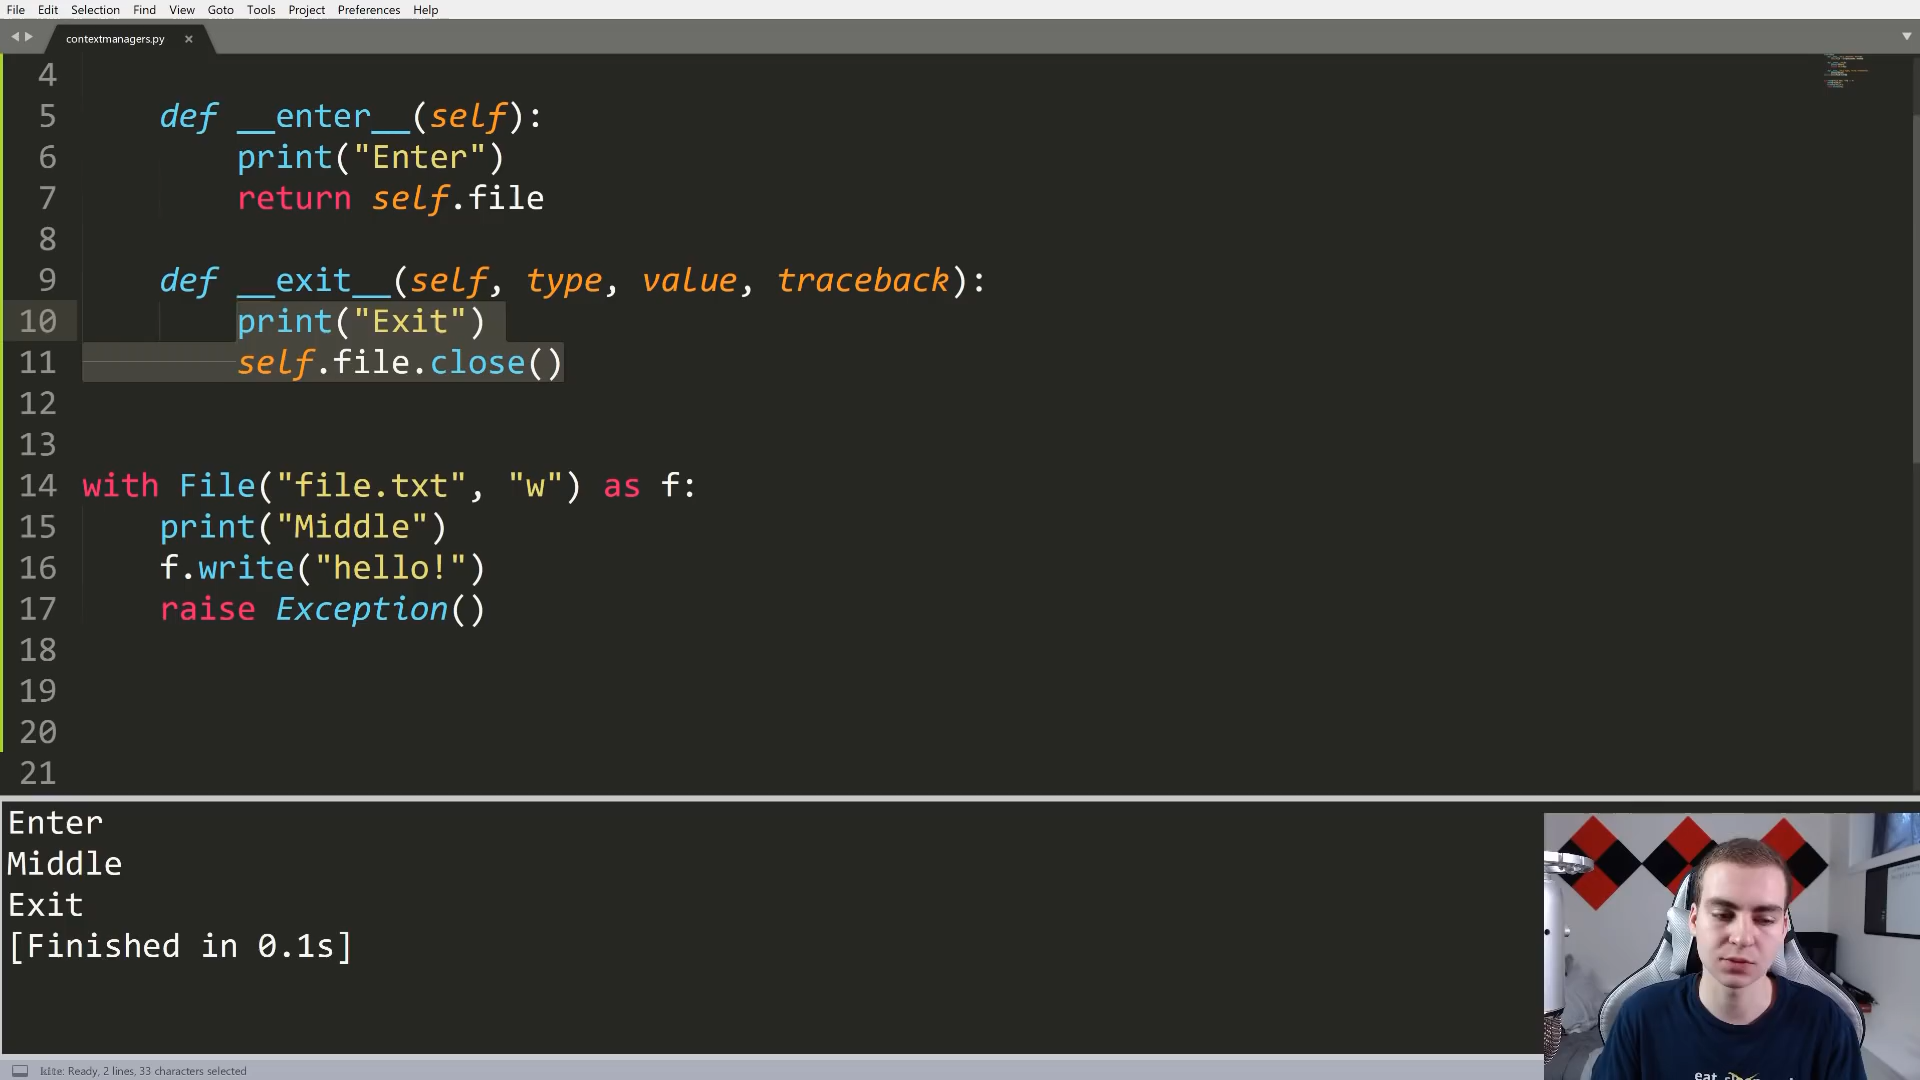 File Edit Selection Find View Goto Tools Project Preferences Help
contextmanagers.py
4
5 def __enter__(self):
6 print("Enter")
7 return self.file
8
9 def __exit__(self, type, value, traceback):
10 print("Exit")
11 self.file.close()
12
13
14 with File("file.txt", "w") as f:
15 print("Middle")
16 f.write("hello!")
17 raise Exception()
18
19
20
21
Enter
Middle
Exit
[Finished in 0.1s]
kite: Ready, 2 lines, 33 characters selected
eat